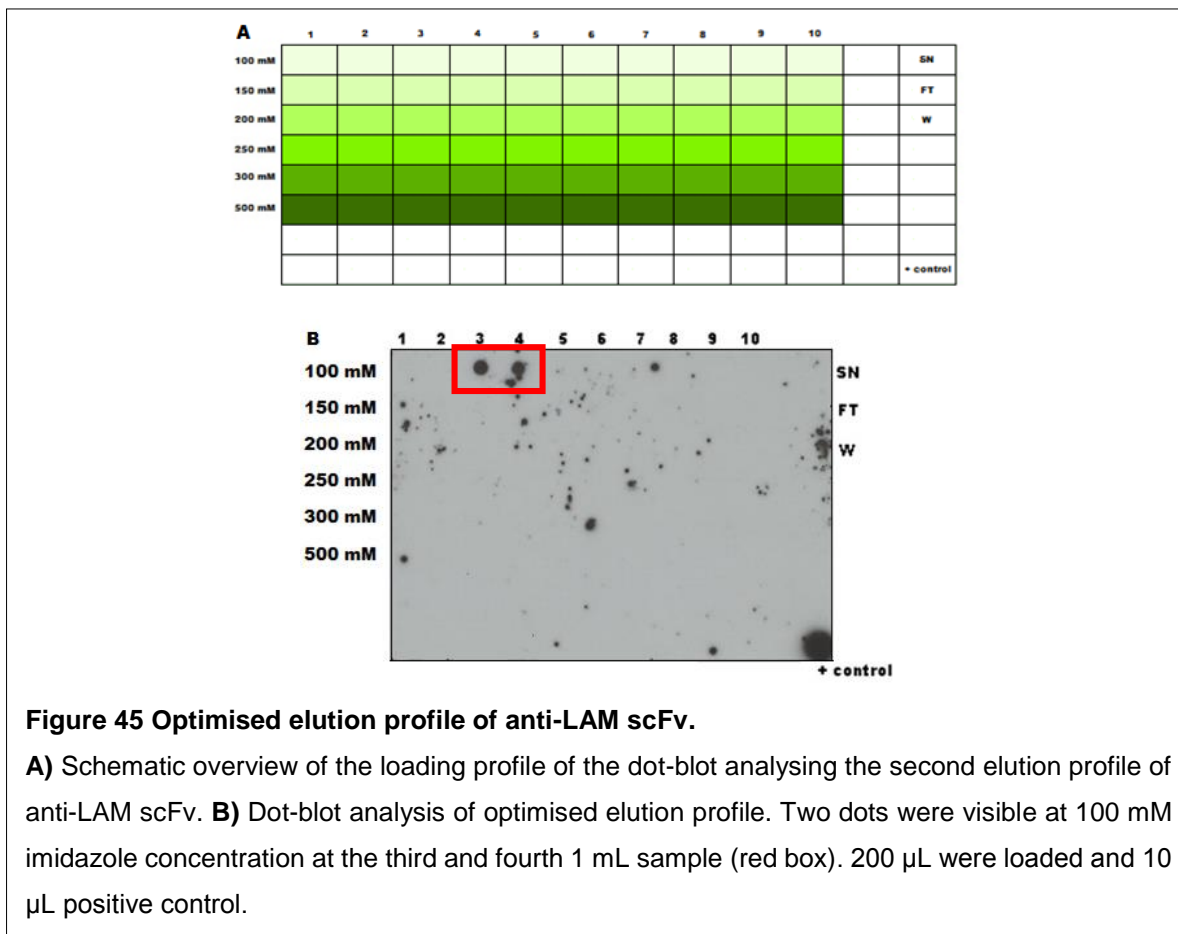 A 1 2 3 4 5 6 7 8 9 10
100 mM SN
150 mM FT
200 mM W
250 mM
300 mM
500 mM
+ control
B 1 2 3 4 5 6 7 8 9 10
100 mM SN
150 mM FT
200 mM W
250 mM
300 mM
500 mM
+ control
Figure 45 Optimised elution profile of anti-LAM scFv.
A) Schematic overview of the loading profile of the dot-blot analysing the second elution profile of
anti-LAM scFv. B) Dot-blot analysis of optimised elution profile. Two dots were visible at 100 mM
imidazole concentration at the third and fourth 1 mL sample (red box). 200 µL were loaded and 10
µL positive control.